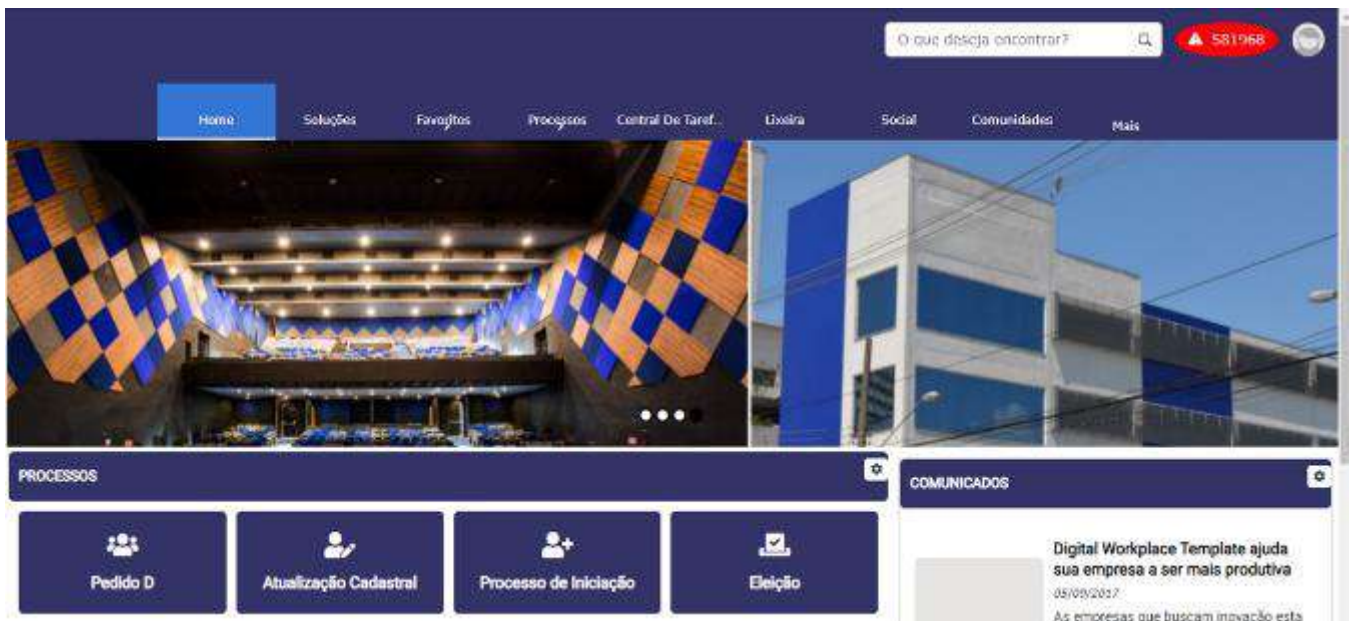 O que deseja encontrar?
581968
Home
Soluções
Favoritos
Processos
Central De Taref...
Lixeira
Social
Comunidades
Mais
PROCESSOS
COMUNICADOS
Pedido D
Atualização Cadastral
Processo de Iniciação
Eleição
Digital Workplace Template ajuda
sua empresa a ser mais produtiva
05/09/2017
As empresas que buscam inovação esta